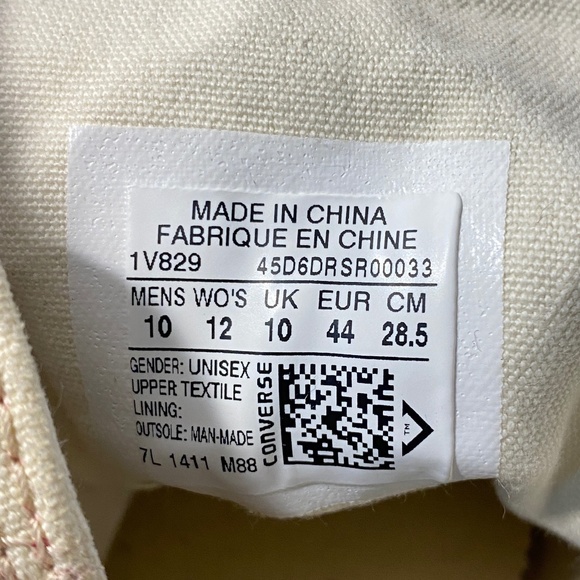 MADE IN CHINA
FABRIQUE EN CHINE
1V829 45D6DRSR00033
MENS WO'S UK EUR CM
10 12 10 44 28.5
GENDER: UNISEX
UPPER TEXTILE
LINING:
OUTSOLE: MAN-MADE
7L 1411 M88
CONVERSE
TM